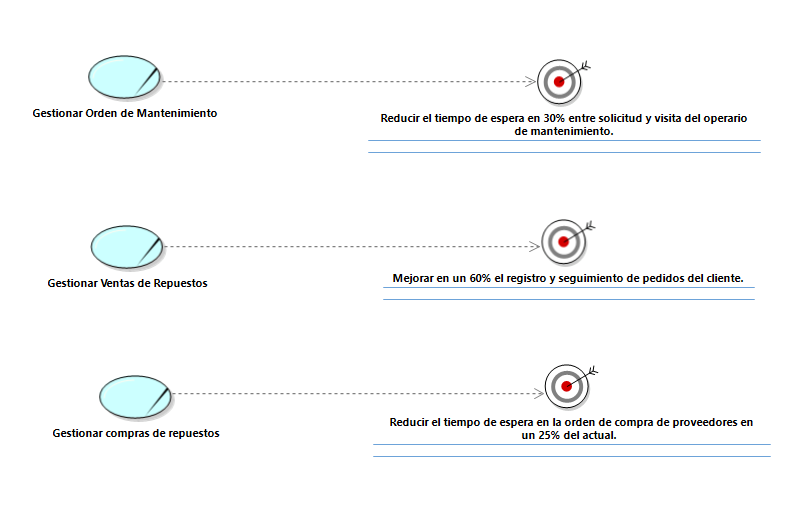 Gestionar Orden de Mantenimiento
Reducir el tiempo de espera en 30% entre solicitud y visita del operario
de mantenimiento.
Gestionar Ventas de Repuestos
Mejorar en un 60% el registro y seguimiento de pedidos del cliente.
Gestionar compras de repuestos
Reducir el tiempo de espera en la orden de compra de proveedores en
un 25% del actual.